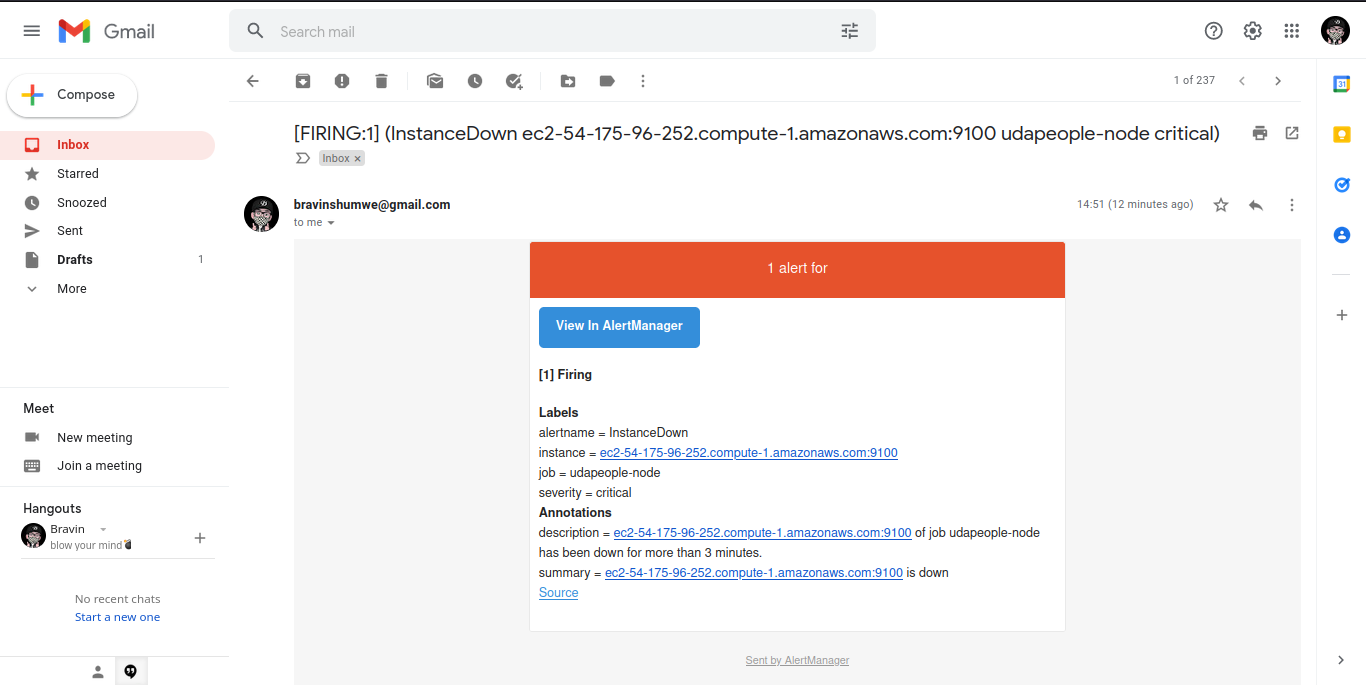 Gmail
Search mail
Compose
1 of 237
Inbox
Starred
Snoozed
Sent
Drafts 1
More
Meet
New meeting
Join a meeting
Hangouts
Bravin
blow your mind
No recent chats
Start a new one
[FIRING:1] (InstanceDown ec2-54-175-96-252.compute-1.amazonaws.com:9100 udapeople-node critical)
Inbox ×
bravinshumwe@gmail.com
14:51 (12 minutes ago)
to me
1 alert for
View In AlertManager
[1] Firing
Labels
alertname = InstanceDown
instance = ec2-54-175-96-252.compute-1.amazonaws.com:9100
job = udapeople-node
severity = critical
Annotations
description = ec2-54-175-96-252.compute-1.amazonaws.com:9100 of job udapeople-node
has been down for more than 3 minutes.
summary = ec2-54-175-96-252.compute-1.amazonaws.com:9100 is down
Source
Sent by AlertManager
31